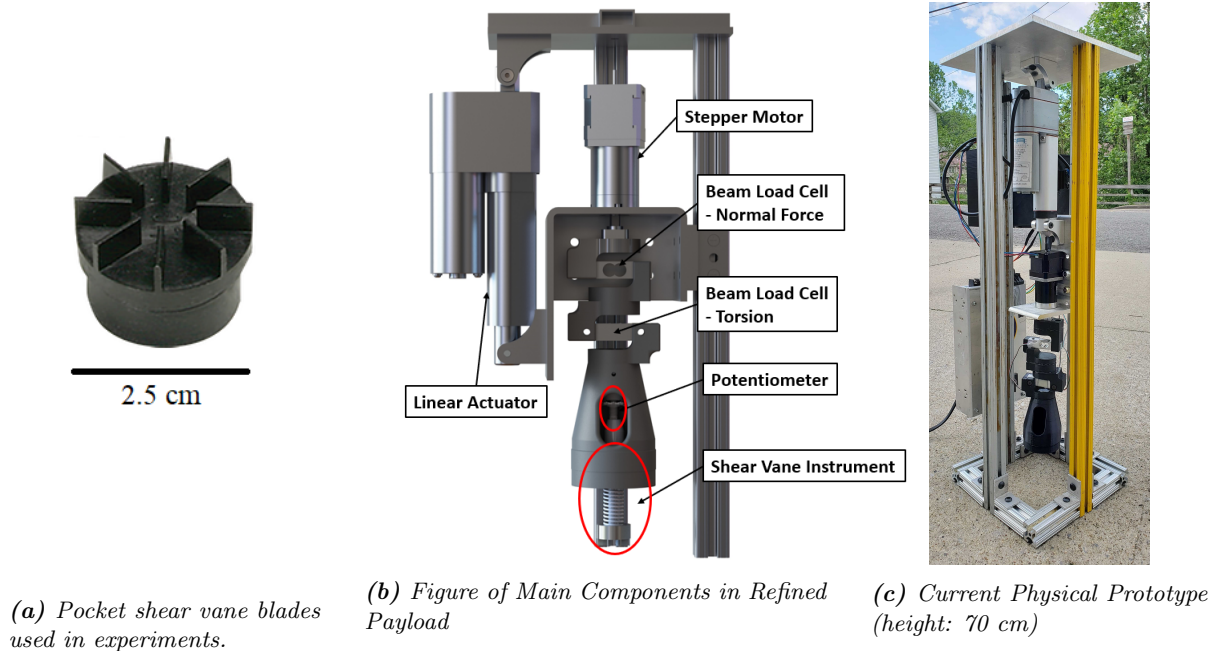 2.5 cm
(a) Pocket shear vane blades
used in experiments.
Stepper Motor
Beam Load Cell
- Normal Force
Beam Load Cell
- Torsion
Potentiometer
Linear Actuator
Shear Vane Instrument
(b) Figure of Main Components in Refined
Payload
(c) Current Physical Prototype
(height: 70 cm)